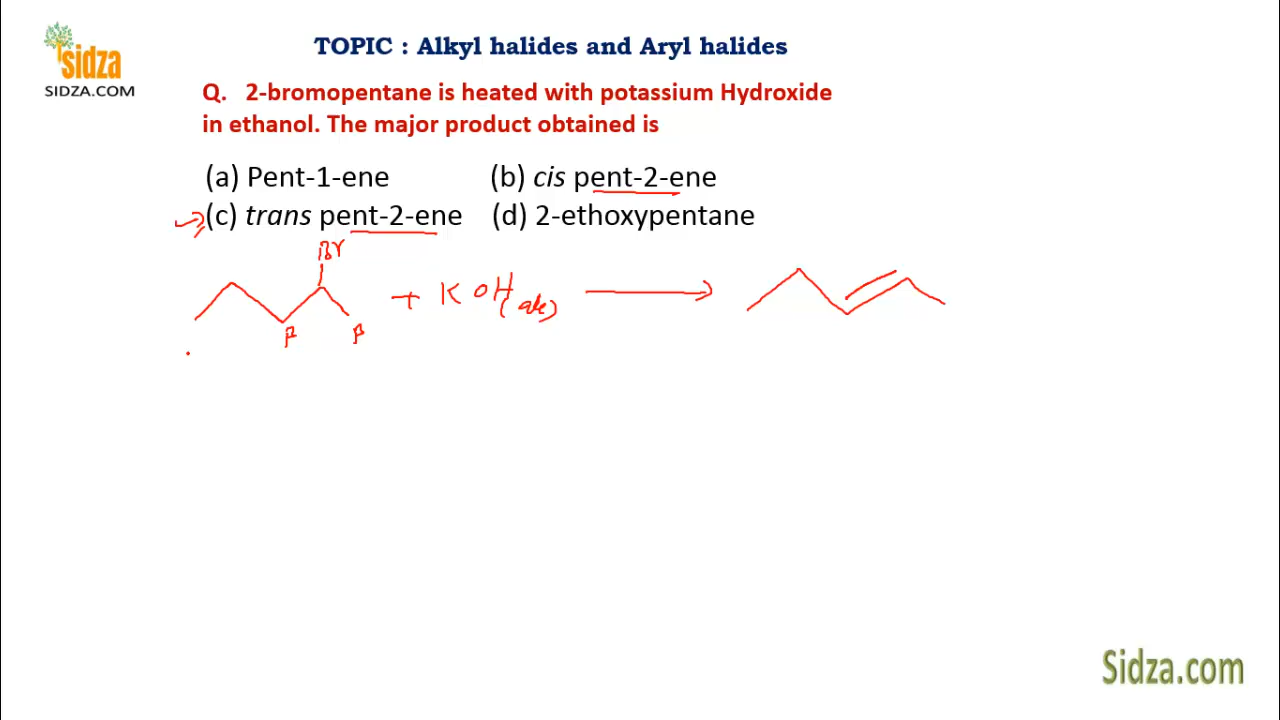 sidza
SIDZA.COM
TOPIC : Alkyl halides and Aryl halides
Q. 2-bromopentane is heated with potassium Hydroxide
in ethanol. The major product obtained is
(a) Pent-1-ene (b) cis pent-2-ene
(c) trans pent-2-ene (d) 2-ethoxypentane
Br
+ KOH (alc)
β β
Sidza.com